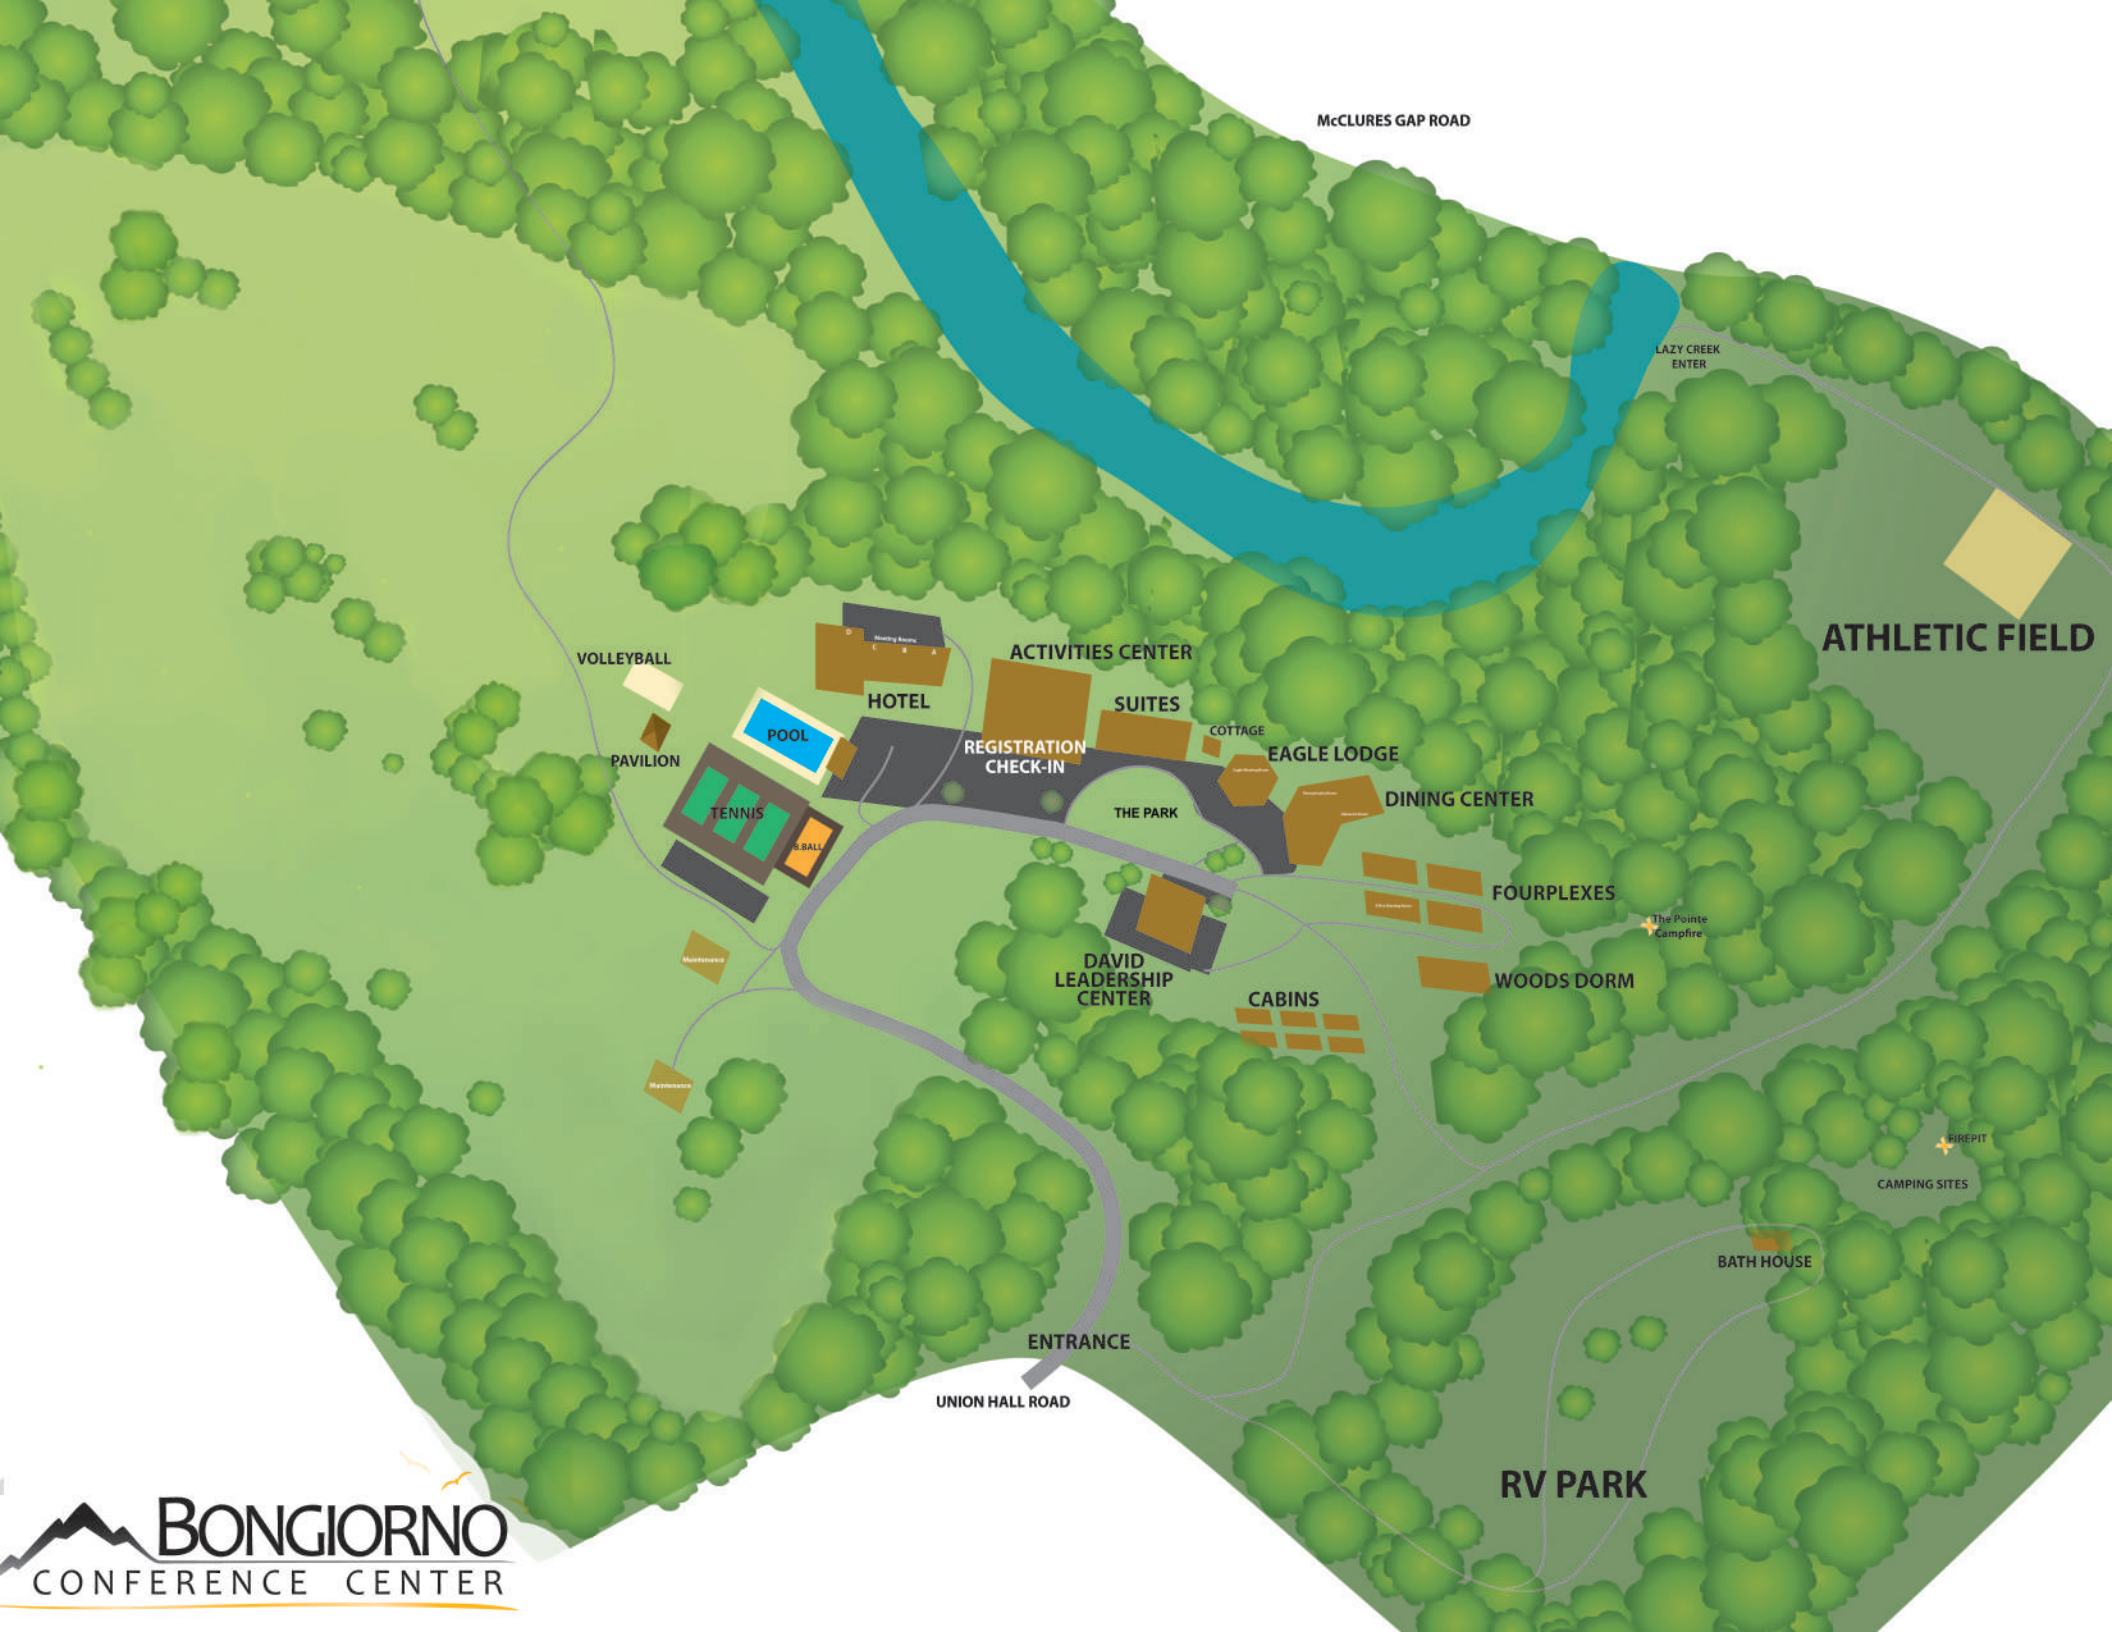 McCLURES GAP ROAD
LAZY CREEK
ENTER
ATHLETIC FIELD
D
Meeting Rooms
C
B
A
VOLLEYBALL
ACTIVITIES CENTER
HOTEL
SUITES
POOL
COTTAGE
PAVILION
REGISTRATION
CHECK-IN
EAGLE LODGE
DINING CENTER
TENNIS
THE PARK
B.BALL
FOURPLEXES
The Pointe
Campfire
Maintenance
DAVID
LEADERSHIP
CENTER
WOODS DORM
CABINS
Maintenance
FIREPIT
CAMPING SITES
BATH HOUSE
ENTRANCE
UNION HALL ROAD
RV PARK
BONGIORNO
CONFERENCE CENTER